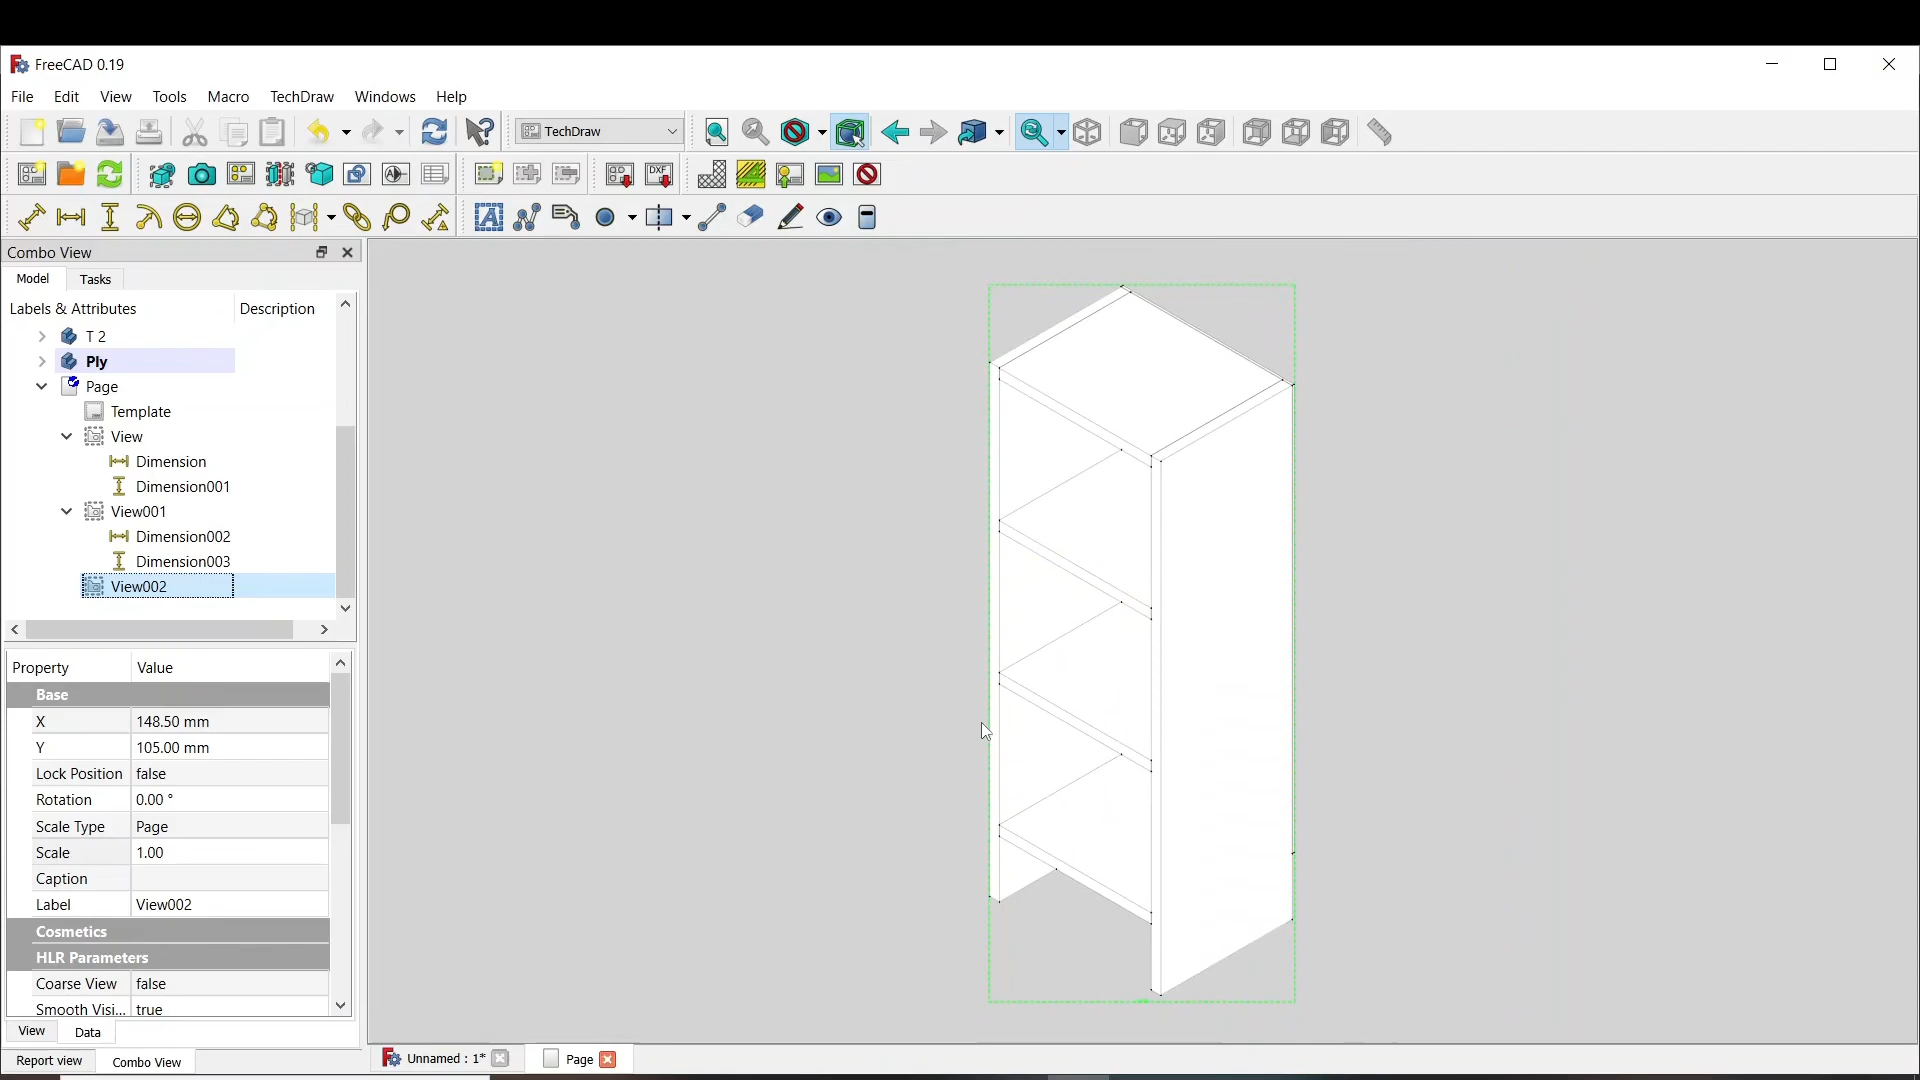 FreeCAD 0.19
File Edit View Tools Macro TechDraw Windows Help
TechDraw
DXF
A
Combo View
Model Tasks
Labels & Attributes Description
T 2
Ply
Page
Template
View
Dimension
Dimension001
View001
Dimension002
Dimension003
View002
Property Value
Base
X 148.50 mm
Y 105.00 mm
Lock Position false
Rotation 0.00 °
Scale Type Page
Scale 1.00
Caption
Label View002
Cosmetics
HLR Parameters
Coarse View false
Smooth Visi... true
View Data
Report view Combo View
Unnamed : 1* Page